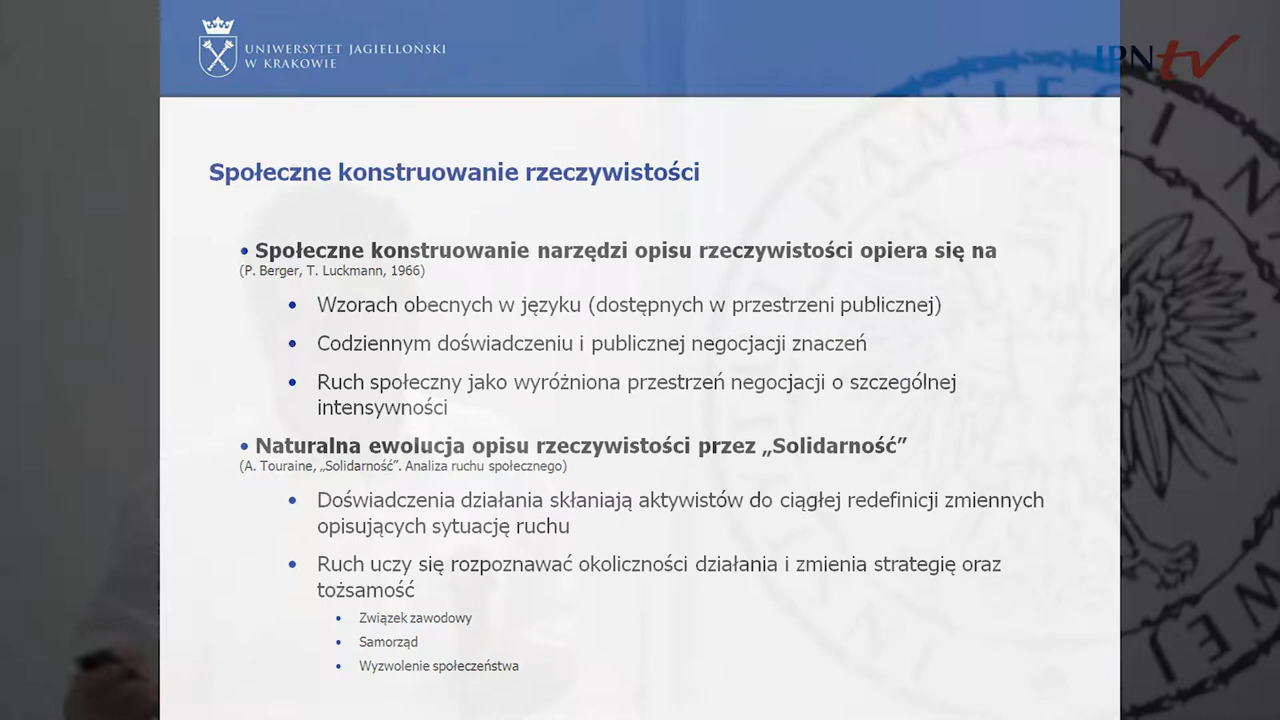 UNIWERSYTET JAGIELLOŃSKI
W KRAKOWIE
IPNtv
PAMIĘCI
Społeczne konstruowanie rzeczywistości
• Społeczne konstruowanie narzędzi opisu rzeczywistości opiera się na
(P. Berger, T. Luckmann, 1966)
• Wzorach obecnych w języku (dostępnych w przestrzeni publicznej)
• Codziennym doświadczeniu i publicznej negocjacji znaczeń
• Ruch społeczny jako wyróżniona przestrzeń negocjacji o szczególnej
intensywności
• Naturalna ewolucja opisu rzeczywistości przez „Solidarność”
(A. Touraine, „Solidarność”. Analiza ruchu społecznego)
• Doświadczenia działania skłaniają aktywistów do ciągłej redefinicji zmiennych
opisujących sytuację ruchu
• Ruch uczy się rozpoznawać okoliczności działania i zmienia strategię oraz
tożsamość
• Związek zawodowy
• Samorząd
• Wyzwolenie społeczeństwa